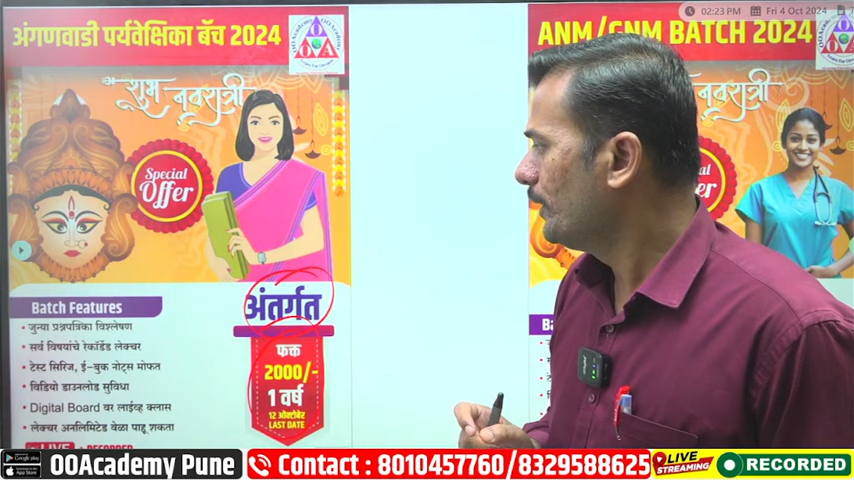 02:23 PM Fri 4 Oct 2024
अंगणवाडी पर्यवेक्षिका बॅच 2024
ANM/GNM BATCH 2024
शुभ नवरात्री
नवरात्री
Special
Offer
Batch Features
• जुन्या प्रश्नपत्रिका विश्लेषण
• सर्व विषयांचे रेकॉर्डेड लेक्चर
• टेस्ट सिरिज, ई-बुक नोट्स मोफत
• विडियो डाउनलोड सुविधा
• Digital Board वर लाईव्ह क्लास
• लेक्चर अनलिमिटेड वेळा पाहू शकता
अंतर्गत
फक्त
2000/-
1 वर्ष
12 ऑक्टोबर
LAST DATE
OOAcademy Pune
Contact : 8010457760/8329588625
LIVE
STREAMING
RECORDED